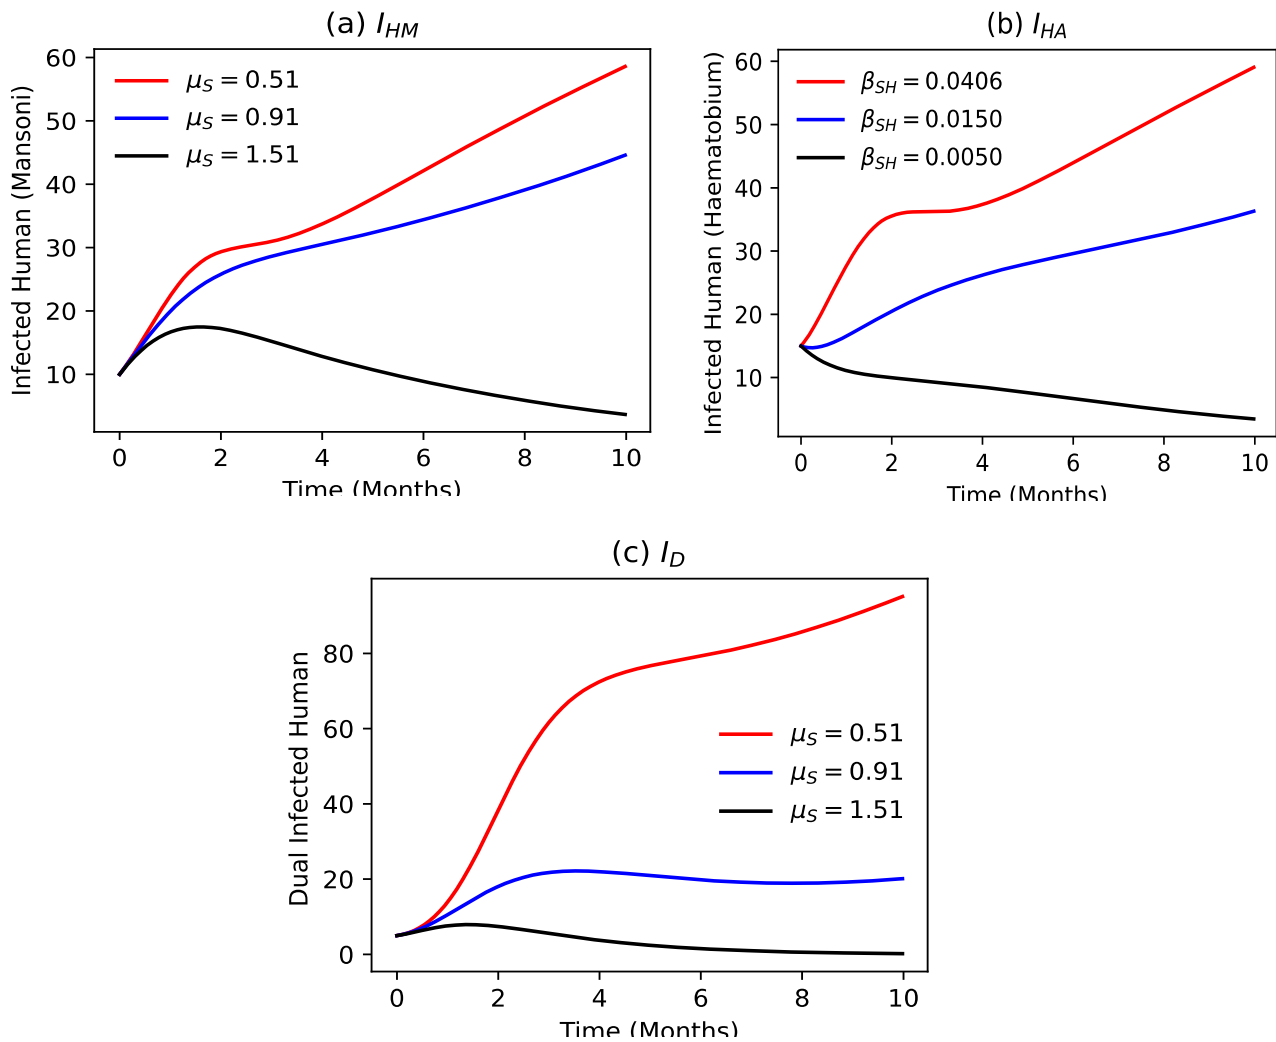 (a) I_HM
Infected Human (Mansoni)
60
50
40
30
20
10
μ_S = 0.51
μ_S = 0.91
μ_S = 1.51
0 2 4 6 8 10
Time (Months)
(b) I_HA
Infected Human (Haematobium)
60
50
40
30
20
10
β_SH = 0.0406
β_SH = 0.0150
β_SH = 0.0050
0 2 4 6 8 10
Time (Months)
(c) I_D
Dual Infected Human
80
60
40
20
0
μ_S = 0.51
μ_S = 0.91
μ_S = 1.51
0 2 4 6 8 10
Time (Months)